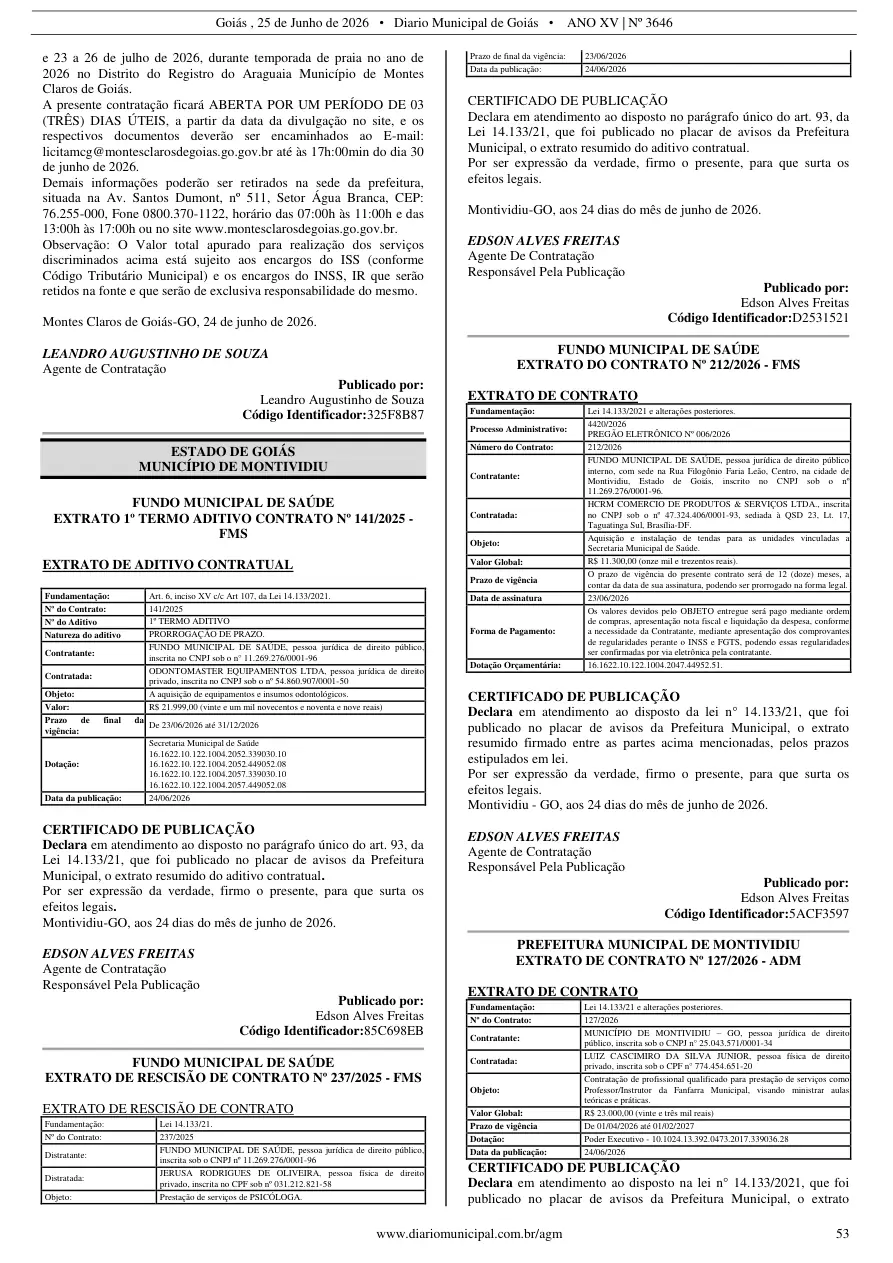 Goiás , 25 de Junho de 2026 • Diario Municipal de Goiás • ANO XV | Nº 3646
e 23 a 26 de julho de 2026, durante temporada de praia no ano de
2026 no Distrito do Registro do Araguaia Município de Montes
Claros de Goiás.
A presente contratação ficará ABERTA POR UM PERÍODO DE 03
(TRÊS) DIAS ÚTEIS, a partir da data da divulgação no site, e os
respectivos documentos deverão ser encaminhados ao E-mail:
licitamcg@montesclarosdegoias.go.gov.br até às 17h:00min do dia 30
de junho de 2026.
Demais informações poderão ser retirados na sede da prefeitura,
situada na Av. Santos Dumont, nº 511, Setor Água Branca, CEP:
76.255-000, Fone 0800.370-1122, horário das 07:00h às 11:00h e das
13:00h às 17:00h ou no site www.montesclarosdegoias.go.gov.br.
Observação: O Valor total apurado para realização dos serviços
discriminados acima está sujeito aos encargos do ISS (conforme
Código Tributário Municipal) e os encargos do INSS, IR que serão
retidos na fonte e que serão de exclusiva responsabilidade do mesmo.
Montes Claros de Goiás-GO, 24 de junho de 2026.
LEANDRO AUGUSTINHO DE SOUZA
Agente de Contratação
Publicado por:
Leandro Augustinho de Souza
Código Identificador:325F8B87
ESTADO DE GOIÁS
MUNICÍPIO DE MONTIVIDIU
FUNDO MUNICIPAL DE SAÚDE
EXTRATO 1º TERMO ADITIVO CONTRATO Nº 141/2025 -
FMS
EXTRATO DE ADITIVO CONTRATUAL
Fundamentação: Art. 6, inciso XV c/c Art 107, da Lei 14.133/2021.
Nº do Contrato: 141/2025
Nº do Aditivo 1º TERMO ADITIVO
Natureza do aditivo PRORROGAÇÃO DE PRAZO.
Contratante: FUNDO MUNICIPAL DE SAÚDE, pessoa jurídica de direito público,
inscrita no CNPJ sob o n° 11.269.276/0001-96
Contratada: ODONTOMASTER EQUIPAMENTOS LTDA, pessoa jurídica de direito
privado, inscrita no CNPJ sob o nº 54.860.907/0001-50
Objeto: A aquisição de equipamentos e insumos odontológicos.
Valor: R$ 21.999,00 (vinte e um mil novecentos e noventa e nove reais)
Prazo de final da
vigência: De 23/06/2026 até 31/12/2026
Dotação: Secretaria Municipal de Saúde
16.1622.10.122.1004.2052.339030.10
16.1622.10.122.1004.2052.449052.08
16.1622.10.122.1004.2057.339030.10
16.1622.10.122.1004.2057.449052.08
Data da publicação: 24/06/2026
CERTIFICADO DE PUBLICAÇÃO
Declara em atendimento ao disposto no parágrafo único do art. 93, da
Lei 14.133/21, que foi publicado no placar de avisos da Prefeitura
Municipal, o extrato resumido do aditivo contratual.
Por ser expressão da verdade, firmo o presente, para que surta os
efeitos legais.
Montividiu-GO, aos 24 dias do mês de junho de 2026.
EDSON ALVES FREITAS
Agente de Contratação
Responsável Pela Publicação
Publicado por:
Edson Alves Freitas
Código Identificador:85C698EB
FUNDO MUNICIPAL DE SAÚDE
EXTRATO DE RESCISÃO DE CONTRATO Nº 237/2025 - FMS
EXTRATO DE RESCISÃO DE CONTRATO
Fundamentação: Lei 14.133/21.
Nº do Contrato: 237/2025
Distratante: FUNDO MUNICIPAL DE SAÚDE, pessoa jurídica de direito público,
inscrita sob o CNPJ n° 11.269.276/0001-96
Distratada: JERUSA RODRIGUES DE OLIVEIRA, pessoa física de direito
privado, inscrita no CPF sob nº 031.212.821-58
Objeto: Prestação de serviços de PSICÓLOGA.
Prazo de final da vigência: 23/06/2026
Data da publicação: 24/06/2026
CERTIFICADO DE PUBLICAÇÃO
Declara em atendimento ao disposto no parágrafo único do art. 93, da
Lei 14.133/21, que foi publicado no placar de avisos da Prefeitura
Municipal, o extrato resumido do aditivo contratual.
Por ser expressão da verdade, firmo o presente, para que surta os
efeitos legais.
Montividiu-GO, aos 24 dias do mês de junho de 2026.
EDSON ALVES FREITAS
Agente De Contratação
Responsável Pela Publicação
Publicado por:
Edson Alves Freitas
Código Identificador:D2531521
FUNDO MUNICIPAL DE SAÚDE
EXTRATO DO CONTRATO Nº 212/2026 - FMS
EXTRATO DE CONTRATO
Fundamentação: Lei 14.133/2021 e alterações posteriores.
Processo Administrativo: 4420/2026
PREGÃO ELETRÔNICO Nº 006/2026
Número do Contrato: 212/2026
Contratante: FUNDO MUNICIPAL DE SAÚDE, pessoa jurídica de direito público
interno, com sede na Rua Filogônio Faria Leão, Centro, na cidade de
Montividiu, Estado de Goiás, inscrito no CNPJ sob o nº
11.269.276/0001-96.
Contratada: HCRM COMERCIO DE PRODUTOS & SERVIÇOS LTDA., inscrita
no CNPJ sob o nº 47.324.406/0001-93, sediada à QSD 23, Lt. 17,
Taguatinga Sul, Brasília-DF.
Objeto: Aquisição e instalação de tendas para as unidades vinculadas a
Secretaria Municipal de Saúde.
Valor Global: R$ 11.300,00 (onze mil e trezentos reais).
Prazo de vigência O prazo de vigência do presente contrato será de 12 (doze) meses, a
contar da data de sua assinatura, podendo ser prorrogado na forma legal.
Data de assinatura 23/06/2026
Forma de Pagamento: Os valores devidos pelo OBJETO entregue será pago mediante ordem
de compras, apresentação nota fiscal e liquidação da despesa, conforme
a necessidade da Contratante, mediante apresentação dos comprovantes
de regularidades perante o INSS e FGTS, podendo essas regularidades
ser confirmadas por via eletrônica pela contratante.
Dotação Orçamentária: 16.1622.10.122.1004.2047.44952.51.
CERTIFICADO DE PUBLICAÇÃO
Declara em atendimento ao disposto da lei n° 14.133/21, que foi
publicado no placar de avisos da Prefeitura Municipal, o extrato
resumido firmado entre as partes acima mencionadas, pelos prazos
estipulados em lei.
Por ser expressão da verdade, firmo o presente, para que surta os
efeitos legais.
Montividiu - GO, aos 24 dias do mês de junho de 2026.
EDSON ALVES FREITAS
Agente de Contratação
Responsável Pela Publicação
Publicado por:
Edson Alves Freitas
Código Identificador:5ACF3597
PREFEITURA MUNICIPAL DE MONTIVIDIU
EXTRATO DE CONTRATO Nº 127/2026 - ADM
EXTRATO DE CONTRATO
Fundamentação: Lei 14.133/21 e alterações posteriores.
Nº do Contrato: 127/2026
Contratante: MUNICÍPIO DE MONTIVIDIU – GO, pessoa jurídica de direito
público, inscrita sob o CNPJ n° 25.043.571/0001-34
Contratada: LUIZ CASCIMIRO DA SILVA JUNIOR, pessoa física de direito
privado, inscrita sob o CPF n° 774.454.651-20
Objeto: Contratação de profissional qualificado para prestação de serviços como
Professor/Instrutor da Fanfarra Municipal, visando ministrar aulas
teóricas e práticas.
Valor Global: R$ 23.000,00 (vinte e três mil reais)
Prazo de vigência De 01/04/2026 até 01/02/2027
Dotação: Poder Executivo - 10.1024.13.392.0473.2017.339036.28
Data da publicação: 24/06/2026
CERTIFICADO DE PUBLICAÇÃO
Declara em atendimento ao disposto na lei n° 14.133/2021, que foi
publicado no placar de avisos da Prefeitura Municipal, o extrato
www.diariomunicipal.com.br/agm 53